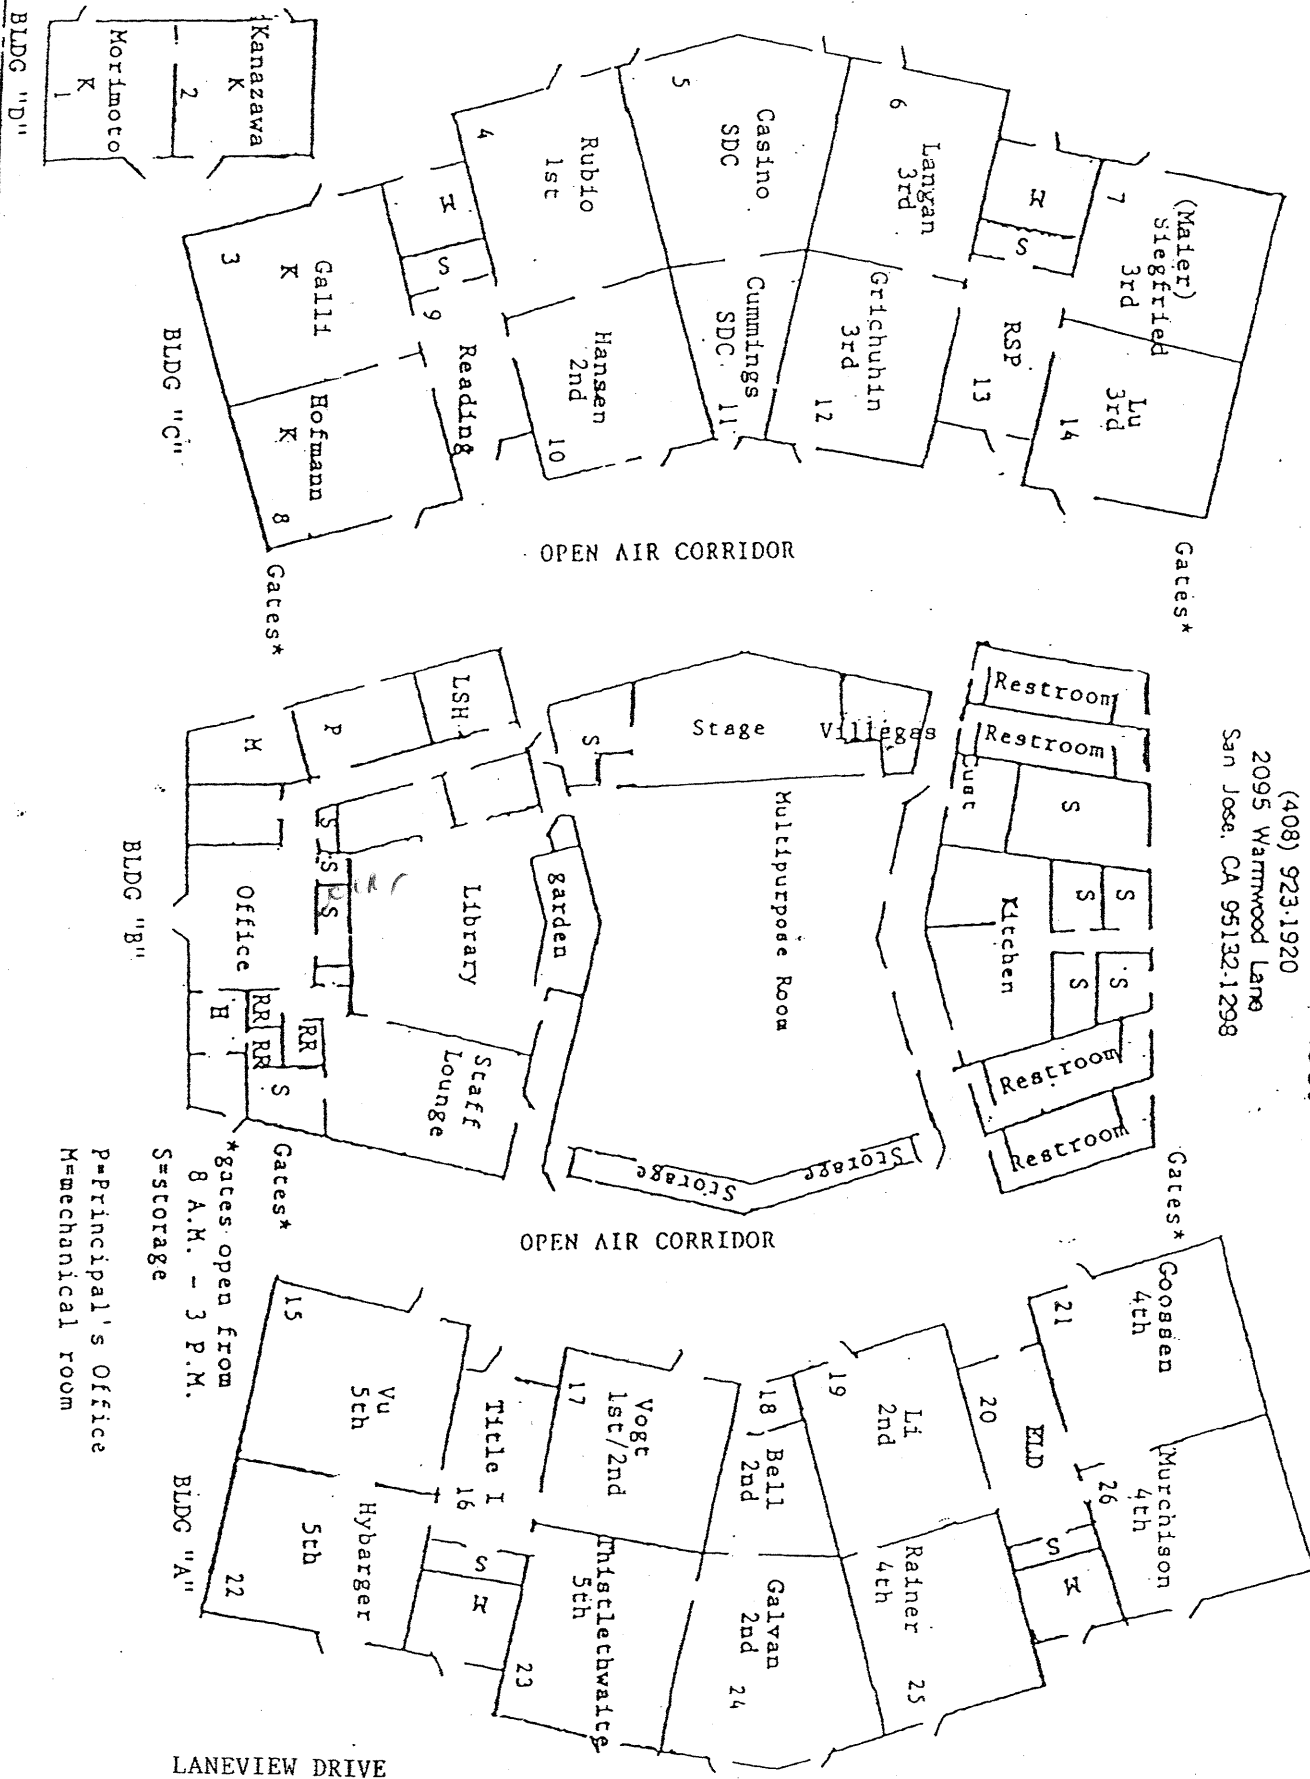 (408) 923-1920
2095 Warmwood Lane
San Jose, CA 95132-1298
BLDG "D"
Kanazawa
K
2
Morimoto
K
1
BLDG "C"
5
Casino
SDC
6
Langan
3rd
4
Rubio
1st
M
S
7
(Maier)
Siegfried
3rd
M
S
3
Galli
K
9
Reading
Hansen
2nd
10
Cummings
SDC
11
Grichuhin
3rd
12
RSP
13
Lu
3rd
14
Hofmann
K
8
OPEN AIR CORRIDOR
Gates*
Gates*
BLDG "B"
M
P
LSH
S
Stage
Villegas
Restroom
Restroom
Cust
S
S
S
S
Office
Library
garden
Multipurpose Room
Kitchen
S
S
S
S
H
RR
RR
RR
S
Staff
Lounge
Restroom
Restroom
Storage
Storage
Gates*
Gates*
OPEN AIR CORRIDOR
*gates open from
8 A.M. - 3 P.M.
S=storage
P=Principal's Office
M=mechanical room
BLDG "A"
15
Vu
5th
Title I
16
17
Vogt
1st/2nd
18
Bell
2nd
19
Li
2nd
20
ELD
21
Goossen
4th
26
Murchison
4th
S
M
Hybarger
5th
22
S
M
23
Thistlethwaite
5th
Galvan
2nd
24
Rainer
4th
25
LANEVIEW DRIVE